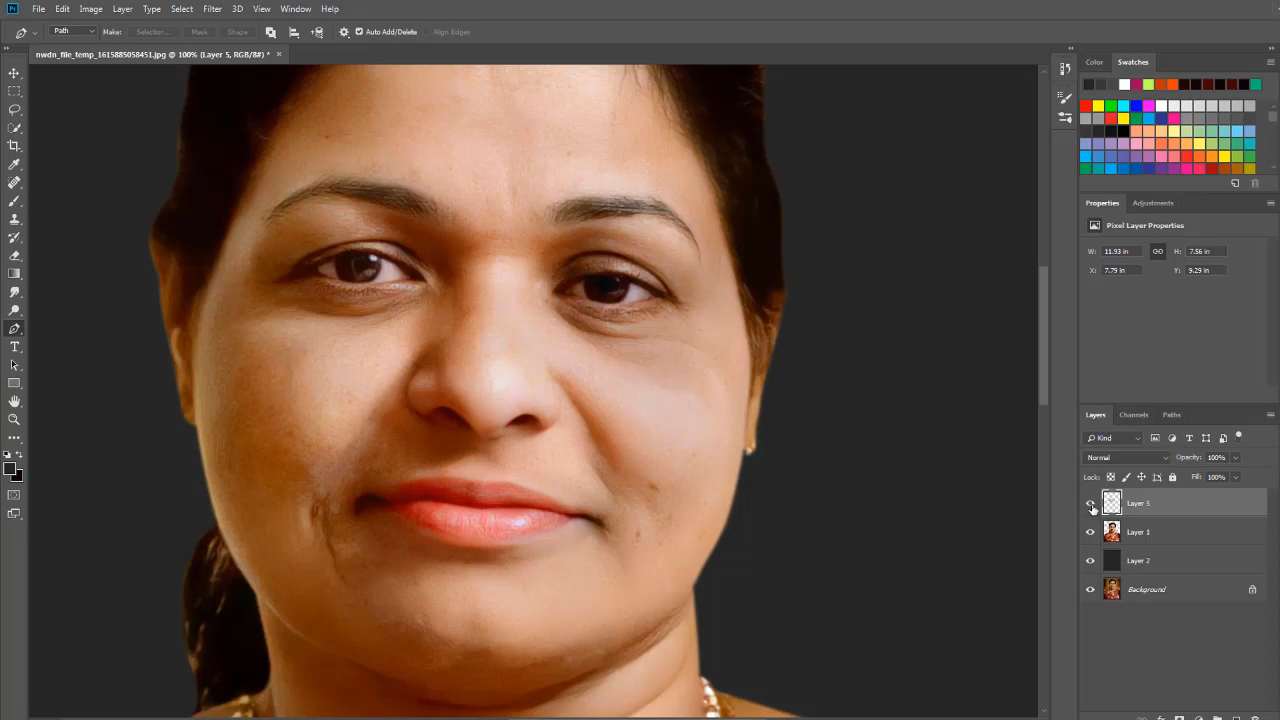 Ps File Edit Image Layer Type Select Filter 3D View Window Help
Path Make: Selection... Mask Shape Auto Add/Delete Align Edges
nwdn_file_temp_1615885058451.jpg @ 100% (Layer 5, RGB/8#) * ×
Color Swatches
Properties Adjustments
Pixel Layer Properties
W: 11.93 in H: 7.56 in
X: 7.79 in Y: 9.29 in
Layers Channels Paths
Kind
Normal Opacity: 100%
Lock: Fill: 100%
Layer 5
Layer 1
Layer 2
Background